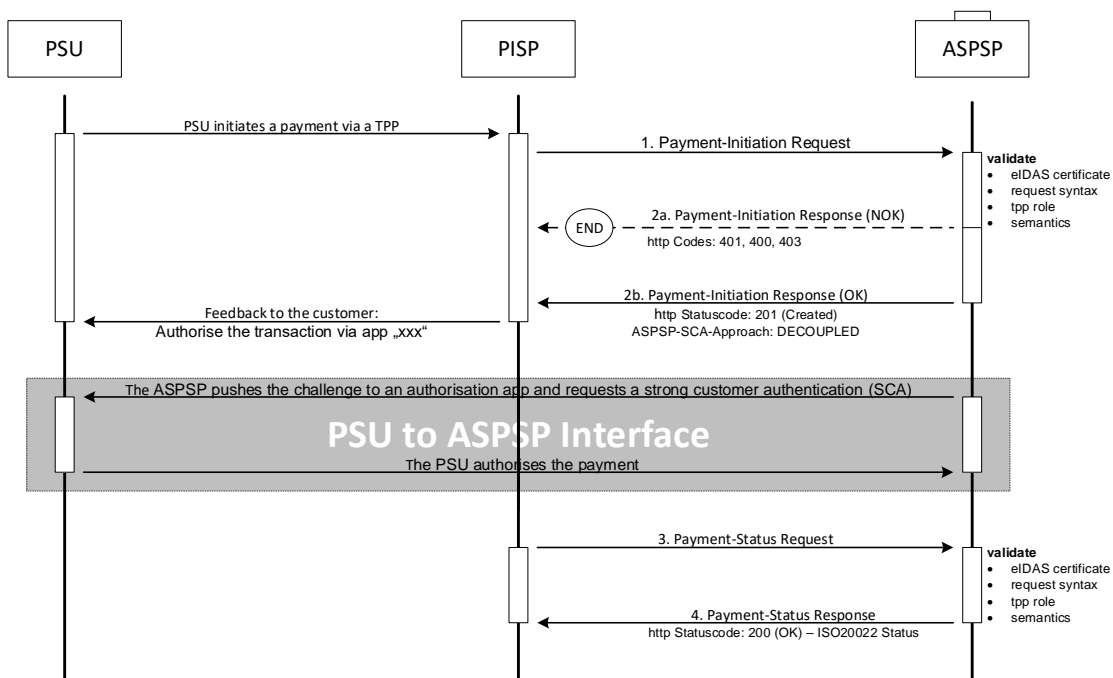 PSU
PISP
ASPSP
PSU initiates a payment via a TPP
1. Payment-Initiation Request
validate
• eIDAS certificate
• request syntax
• tpp role
• semantics
2a. Payment-Initiation Response (NOK)
END
http Codes: 401, 400, 403
2b. Payment-Initiation Response (OK)
http Statuscode: 201 (Created)
ASPSP-SCA-Approach: DECOUPLED
Feedback to the customer:
Authorise the transaction via app „xxx“
The ASPSP pushes the challenge to an authorisation app and requests a strong customer authentication (SCA)
PSU to ASPSP Interface
The PSU authorises the payment
3. Payment-Status Request
validate
• eIDAS certificate
• request syntax
• tpp role
• semantics
4. Payment-Status Response
http Statuscode: 200 (OK) – ISO20022 Status